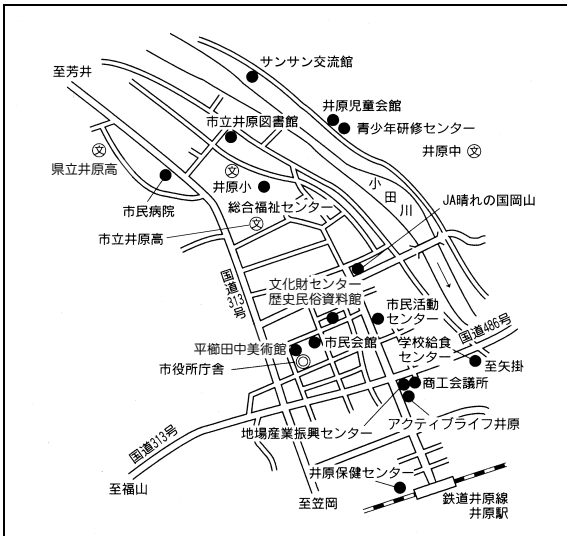 サンサン交流館
至芳井
井原児童会館
市立井原図書館
青少年研修センター
文
井原中 文
県立井原高
文
井原小
小田川
市民病院
総合福祉センター
JA晴れの国岡山
市立井原高
文
文化財センター
歴史民俗資料館
国道313号
市民活動
センター
国道486号
平櫛田中美術館
市民会館
学校給食
センター
市役所庁舎
至矢掛
商工会議所
アクティブライフ井原
国道313号
地場産業振興センター
井原保健センター
至福山
至笠岡
鉄道井原線
井原駅